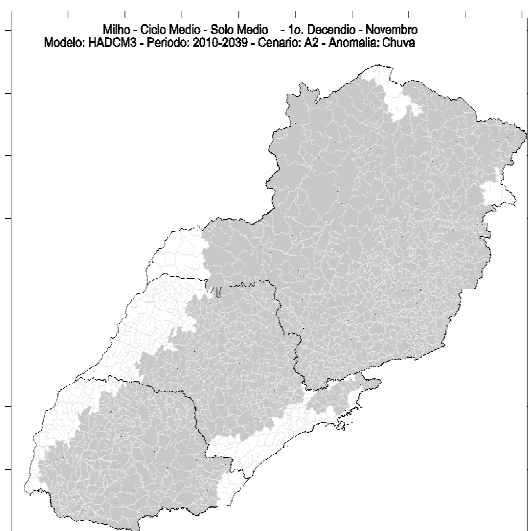 Milho - Ciclo Medio - Solo Medio - 1o. Decendio - Novembro
Modelo: HADCM3 - Periodo: 2010-2039 - Cenario: A2 - Anomalia: Chuva